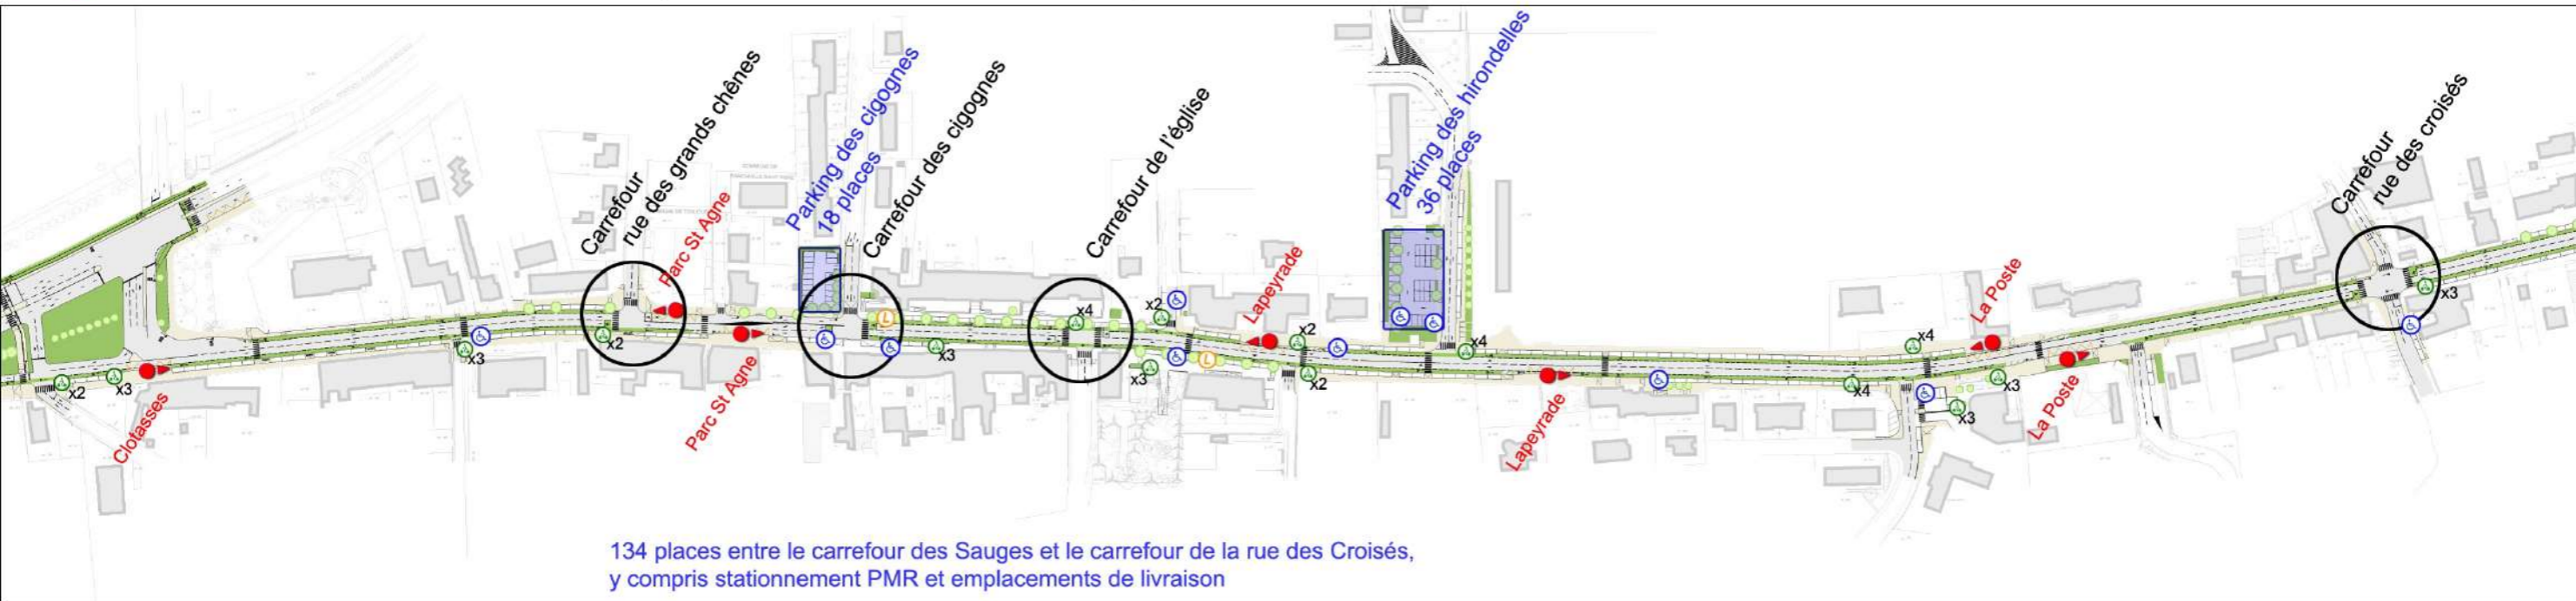 Carrefour
rue des grands chênes
Parc St Agne
Parking des cigognes
18 places
Carrefour des cigognes
Carrefour de l'église
Parking des hirondelles
36 places
Carrefour
rue des croisés
Lapeyrade
La Poste
x2
x3
Clotasses
x3
x2
Parc St Agne
L
x3
x4
x2
x3
L
x2
x2
x4
Lapeyrade
x4
x4
x3
x3
La Poste
x3
134 places entre le carrefour des Sauges et le carrefour de la rue des Croisés,
y compris stationnement PMR et emplacements de livraison